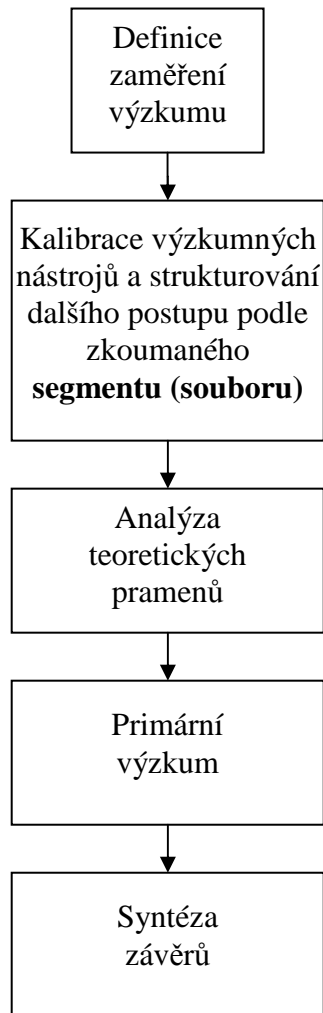 Definice
zaměření
výzkumu
Kalibrace výzkumných
nástrojů a strukturování
dalšího postupu podle
zkoumaného
segmentu (souboru)
Analýza
teoretických
pramenů
Primární
výzkum
Syntéza
závěrů